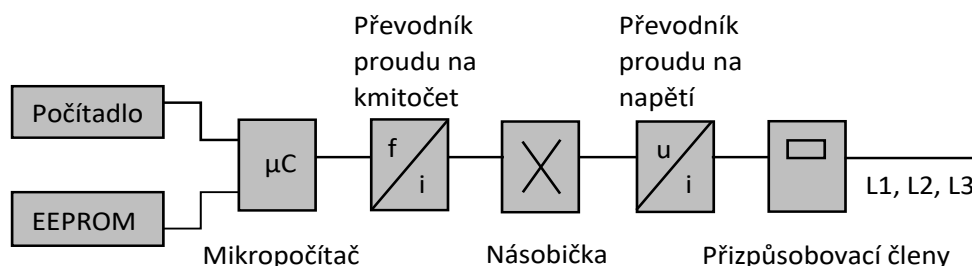 Převodník
proudu na
kmitočet
Převodník
proudu na
napětí
Počítadlo
EEPROM
µC
f
i
u
i
L1, L2, L3
Mikropočítač
Násobička
Přizpůsobovací členy